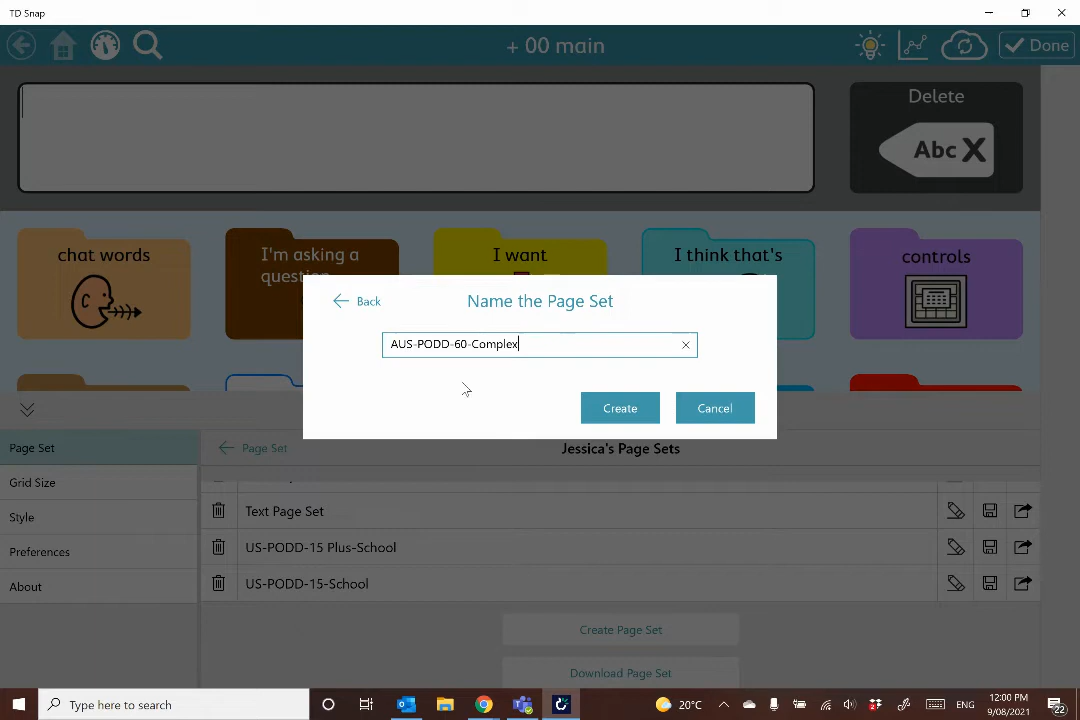 TD Snap
+ 00 main
Done
Delete
Abc X
chat words
I'm asking a
question
I want
I think that's
controls
Back
Name the Page Set
AUS-PODD-60-Complex
Create
Cancel
Page Set
Page Set
Jessica's Page Sets
Grid Size
Style
Preferences
About
Text Page Set
US-PODD-15 Plus-School
US-PODD-15-School
Create Page Set
Download Page Set
Type here to search
20°C
ENG
12:00 PM
9/08/2021
22